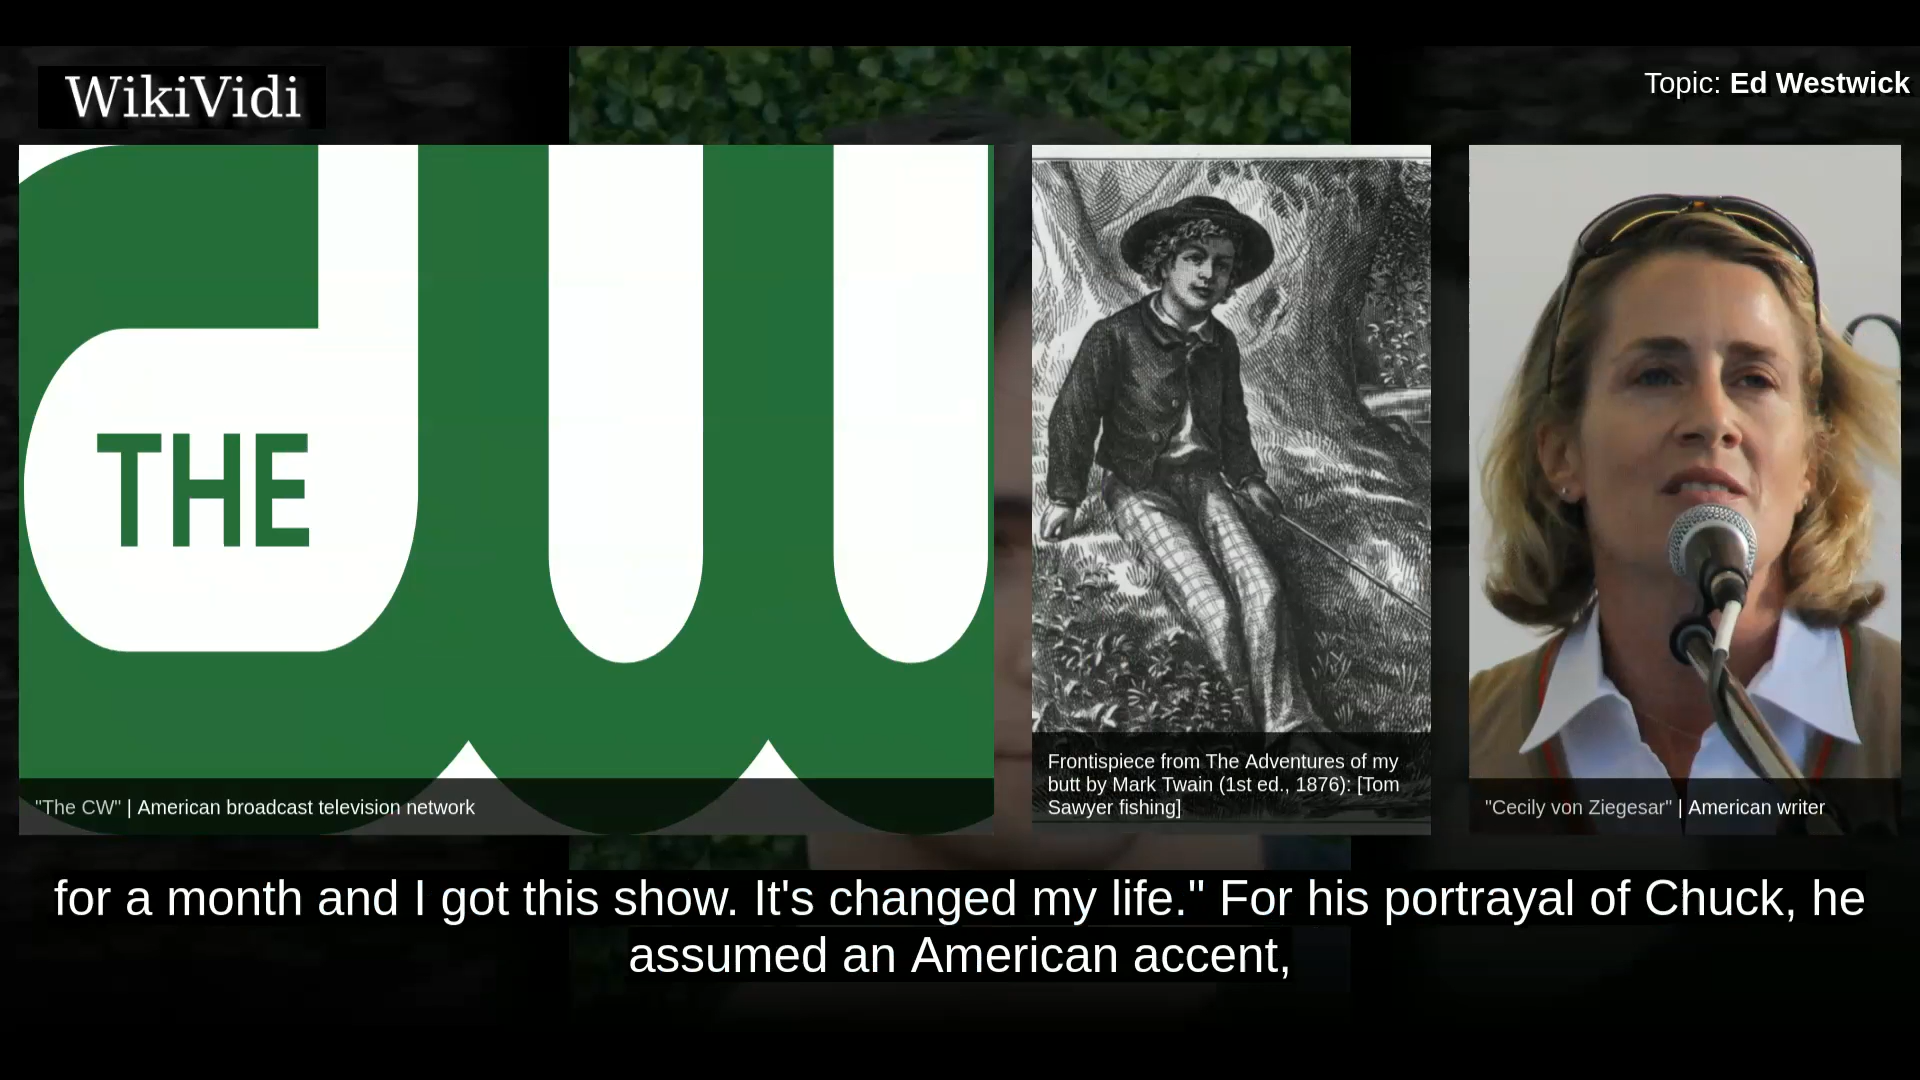 WikiVidi
Topic: Ed Westwick
THE
"The CW" | American broadcast television network
Frontispiece from The Adventures of my
butt by Mark Twain (1st ed., 1876): [Tom
Sawyer fishing]
"Cecily von Ziegesar" | American writer
for a month and I got this show. It's changed my life." For his portrayal of Chuck, he
assumed an American accent,